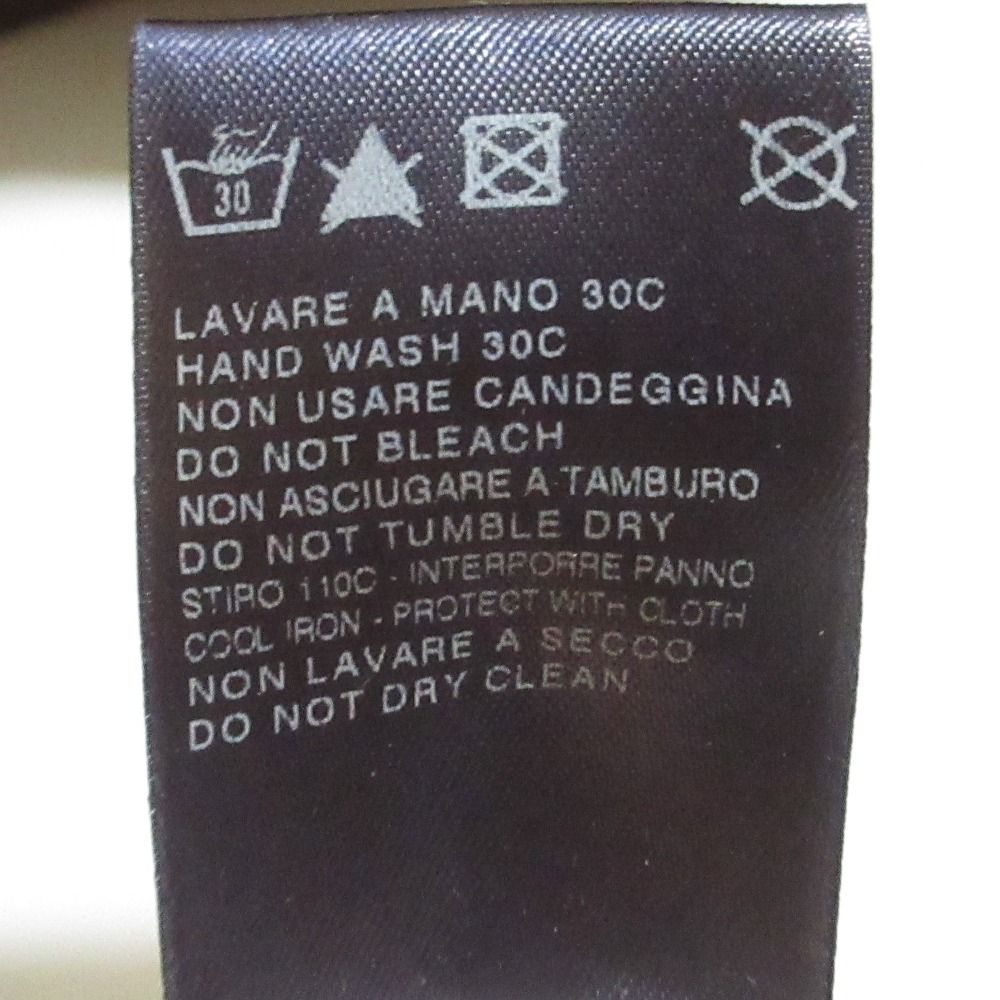 30
LAVARE A MANO 30C
HAND WASH 30C
NON USARE CANDEGGINA
DO NOT BLEACH
NON ASCIUGARE A TAMBURO
DO NOT TUMBLE DRY
STIRO 110C - INTERPORRE PANNO
COOL IRON - PROTECT WITH CLOTH
NON LAVARE A SECCO
DO NOT DRY CLEAN